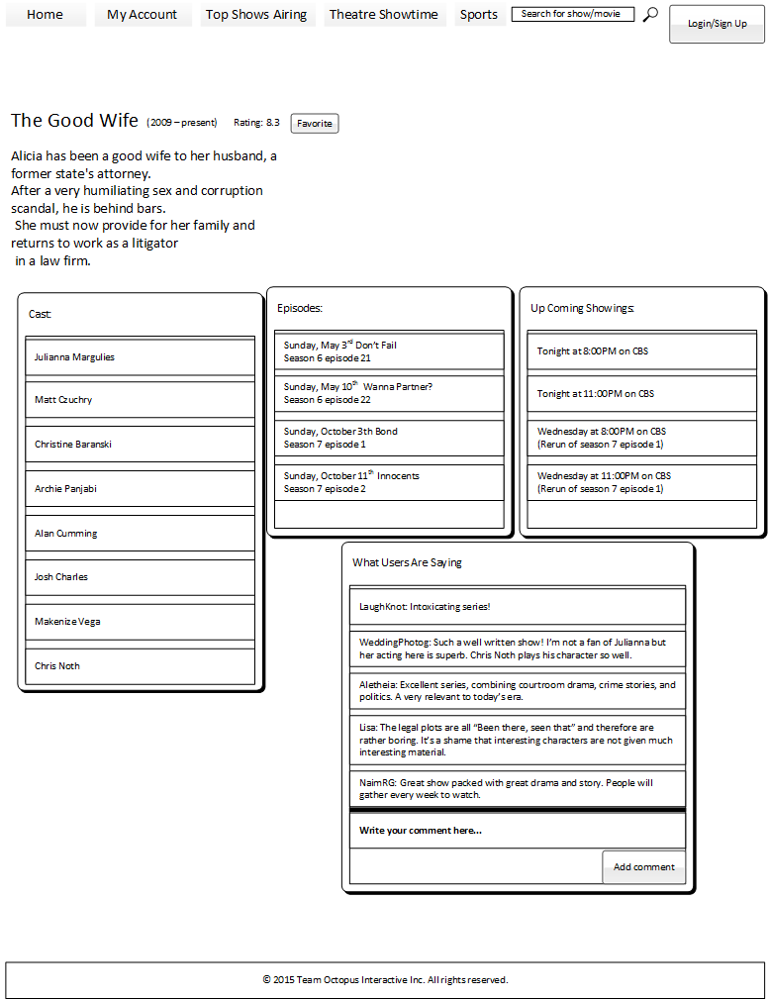 Home My Account Top Shows Airing Theatre Showtime Sports Search for show/movie Login/Sign Up
The Good Wife (2009 – present) Rating: 8.3 Favorite
Alicia has been a good wife to her husband, a
former state's attorney.
After a very humiliating sex and corruption
scandal, he is behind bars.
She must now provide for her family and
returns to work as a litigator
in a law firm.
Cast:
Julianna Margulies
Matt Czuchry
Christine Baranski
Archie Panjabi
Alan Cumming
Josh Charles
Makenize Vega
Chris Noth
Episodes:
Sunday, May 3rd Don't Fail
Season 6 episode 21
Sunday, May 10th Wanna Partner?
Season 6 episode 22
Sunday, October 3th Bond
Season 7 episode 1
Sunday, October 11th Innocents
Season 7 episode 2
Up Coming Showings:
Tonight at 8:00PM on CBS
Tonight at 11:00PM on CBS
Wednesday at 8:00PM on CBS
(Rerun of season 7 episode 1)
Wednesday at 11:00PM on CBS
(Rerun of season 7 episode 1)
What Users Are Saying
LaughKnot: Intoxicating series!
WeddingPhotog: Such a well written show! I'm not a fan of Julianna but
her acting here is superb. Chris Noth plays his character so well.
Aletheia: Excellent series, combining courtroom drama, crime stories, and
politics. A very relevant to today's era.
Lisa: The legal plots are all “Been there, seen that” and therefore are
rather boring. It's a shame that interesting characters are not given much
interesting material.
NaimRG: Great show packed with great drama and story. People will
gather every week to watch.
Write your comment here...
Add comment
© 2015 Team Octopus Interactive Inc. All rights reserved.